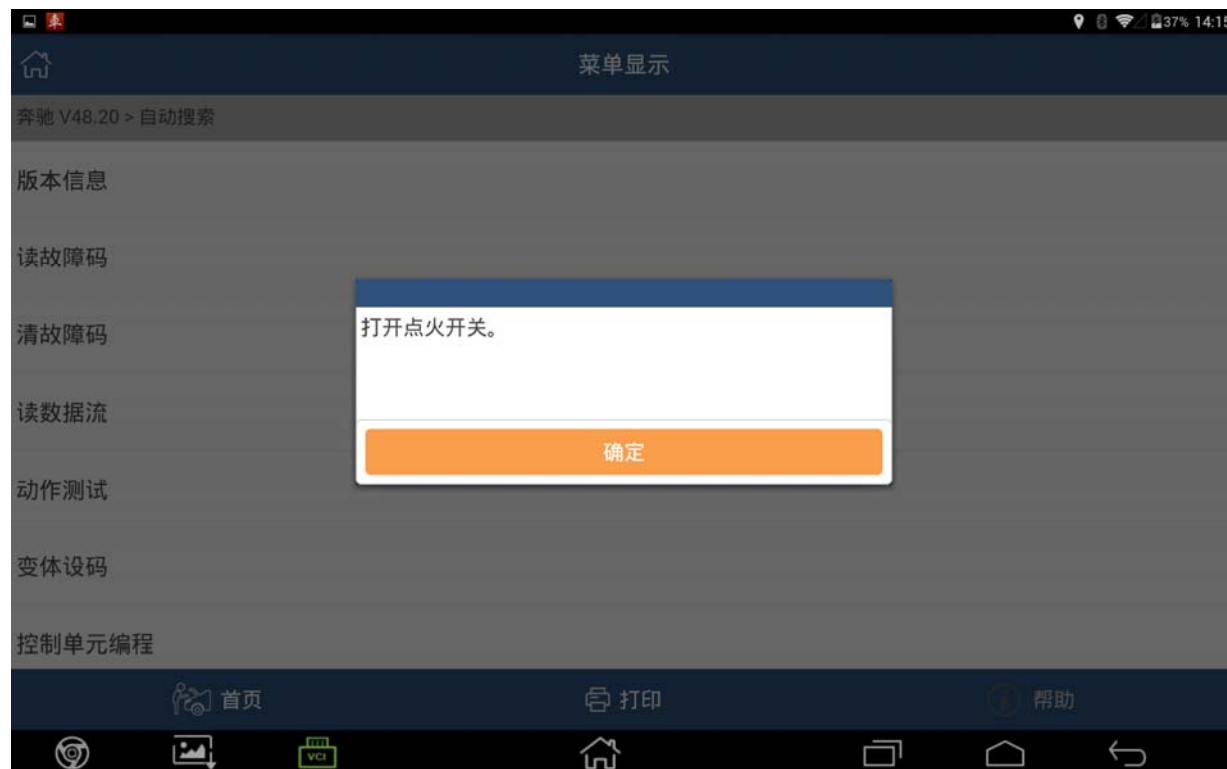 車
37% 14:15
菜单显示
奔驰 V48.20 > 自动搜索
版本信息
读故障码
清故障码
读数据流
动作测试
变体设码
控制单元编程
打开点火开关。
确定
首页
打印
帮助
VCI